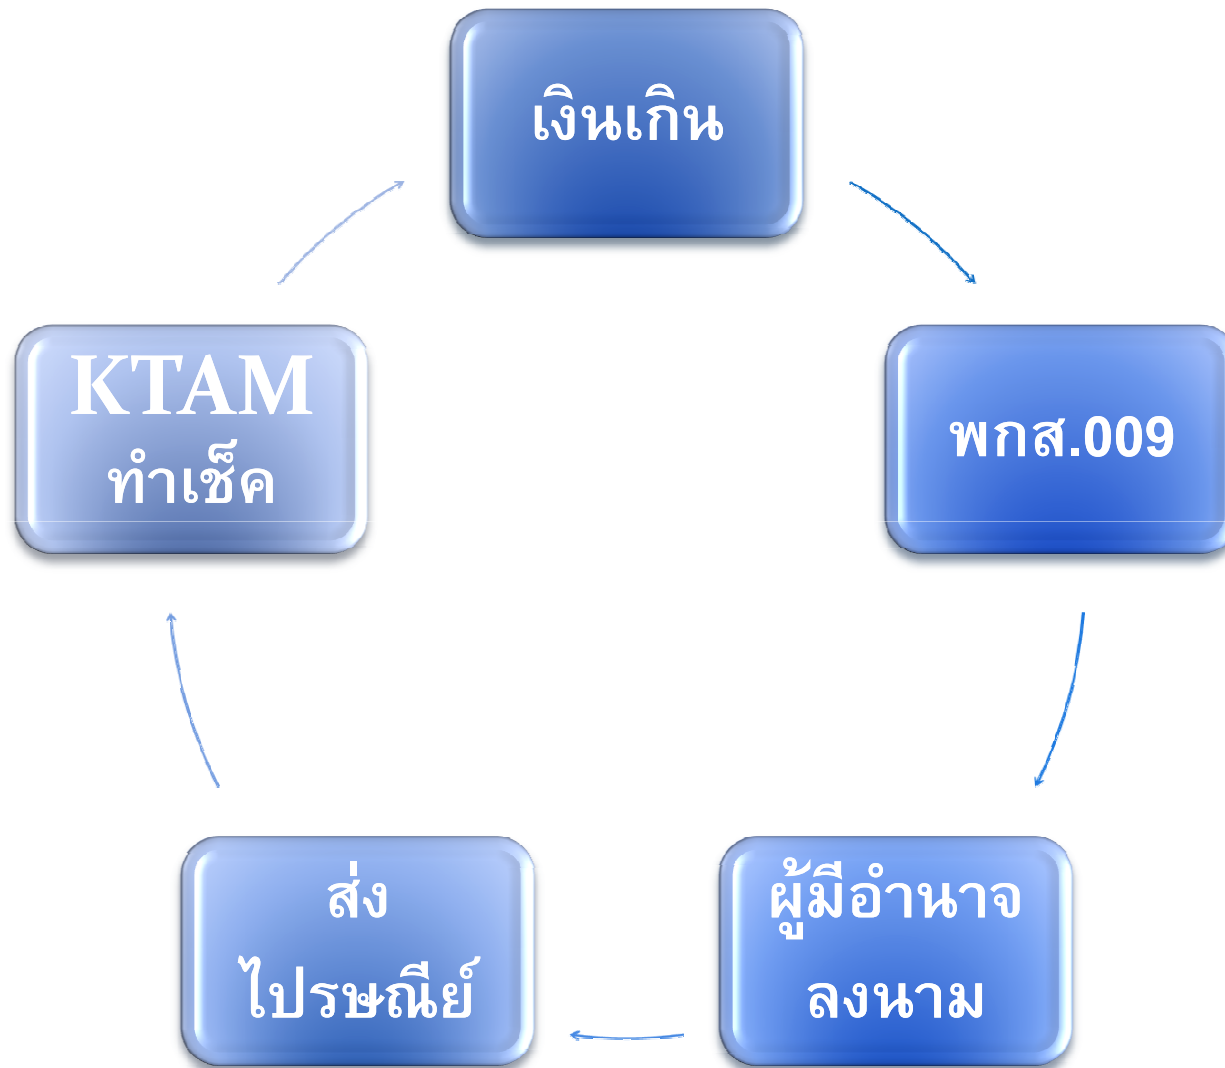 เงินเกิน
พกส.009
ผู้มีอำนาจ
ลงนาม
ส่ง
ไปรษณีย์
KTAM
ทำเช็ค